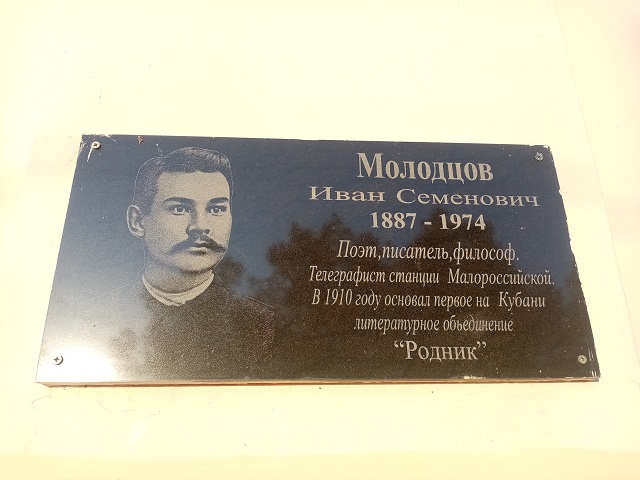 Молодцов
Иван Семенович
1887 - 1974
Поэт,писатель,философ.
Телеграфист станции Малороссийской.
В 1910 году основал первое на Кубани
литературное объединение
“Родник”